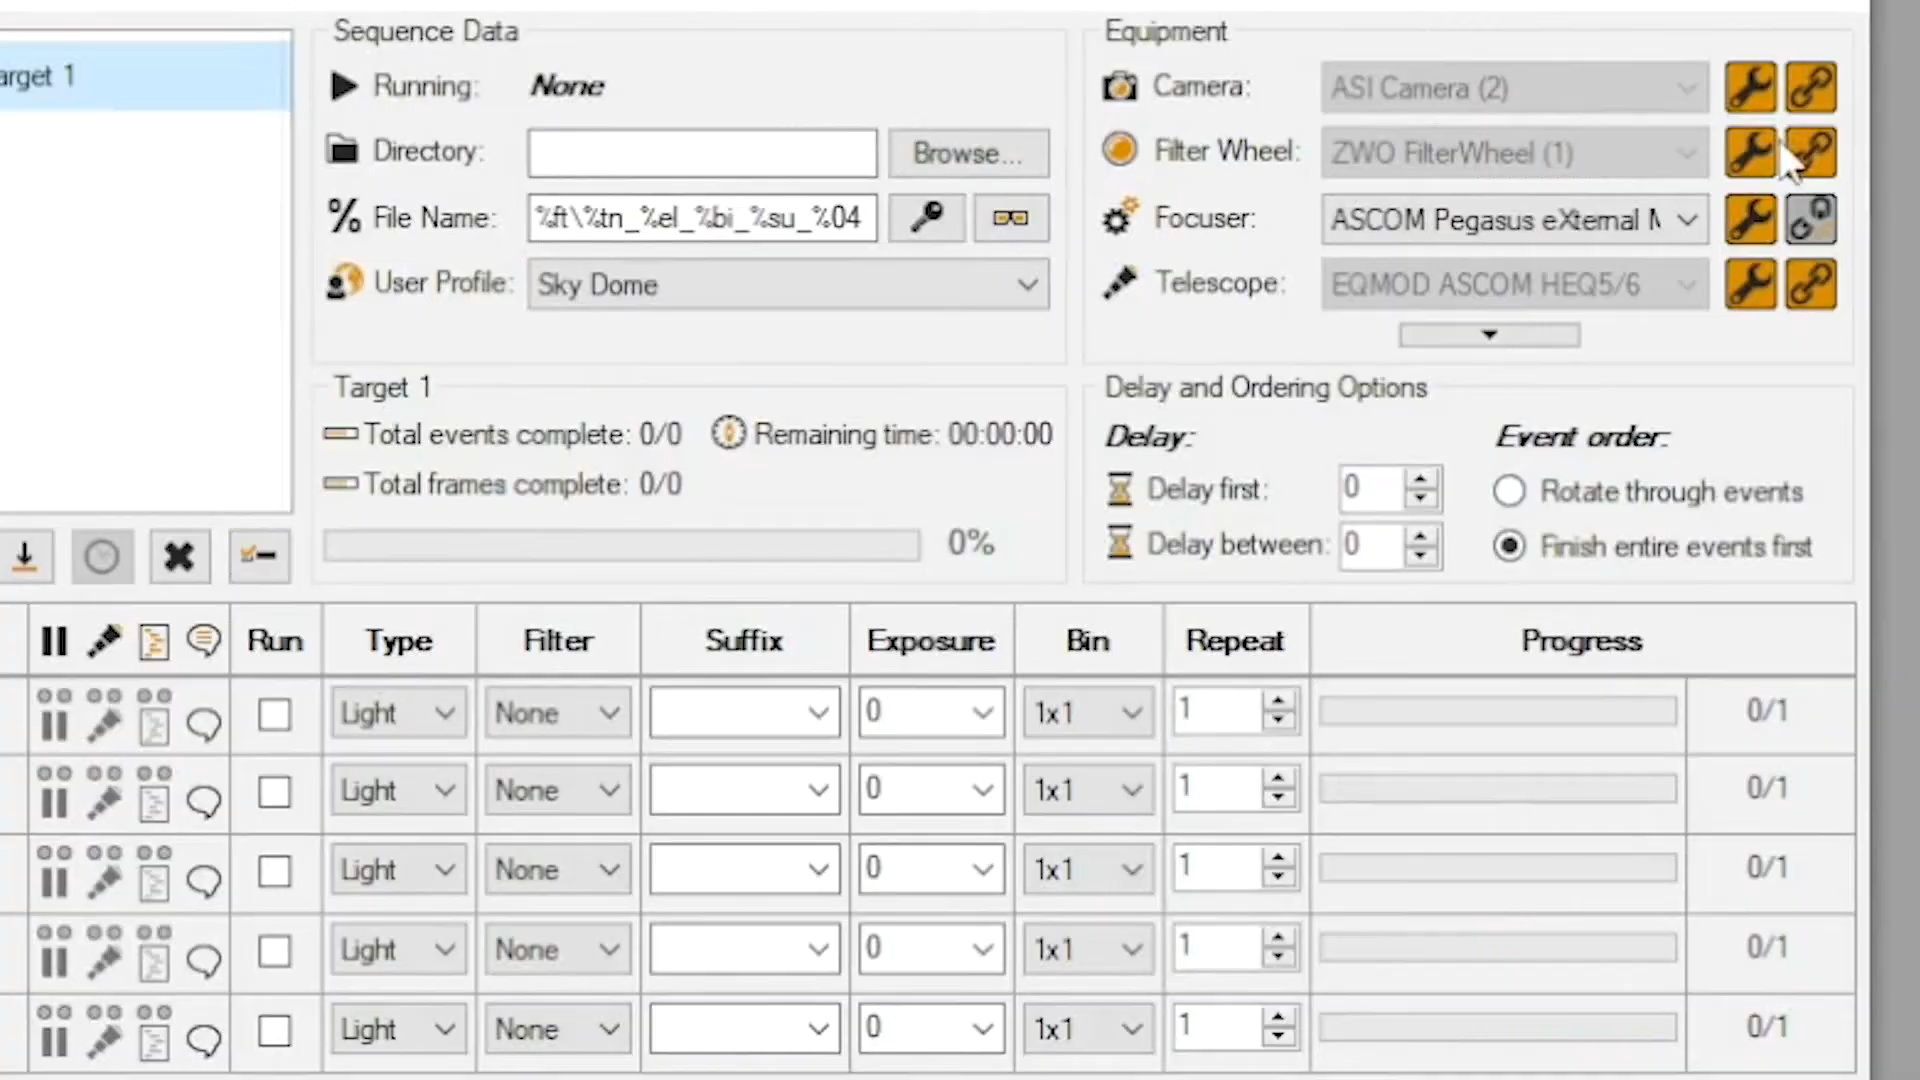 arget 1
Sequence Data
Running: None
Directory: Browse...
File Name: %ft\%tn_%el_%bi_%su_%04
User Profile: Sky Dome
Equipment
Camera: ASI Camera (2)
Filter Wheel: ZWO FilterWheel (1)
Focuser: ASCOM Pegasus eXternal M
Telescope: EQMOD ASCOM HEQ5/6
Target 1
Total events complete: 0/0 Remaining time: 00:00:00
Total frames complete: 0/0
0%
Delay and Ordering Options
Delay: Event order:
Delay first: 0 Rotate through events
Delay between: 0 Finish entire events first
Run Type Filter Suffix Exposure Bin Repeat Progress
Light None 0 1x1 1 0/1
Light None 0 1x1 1 0/1
Light None 0 1x1 1 0/1
Light None 0 1x1 1 0/1
Light None 0 1x1 1 0/1